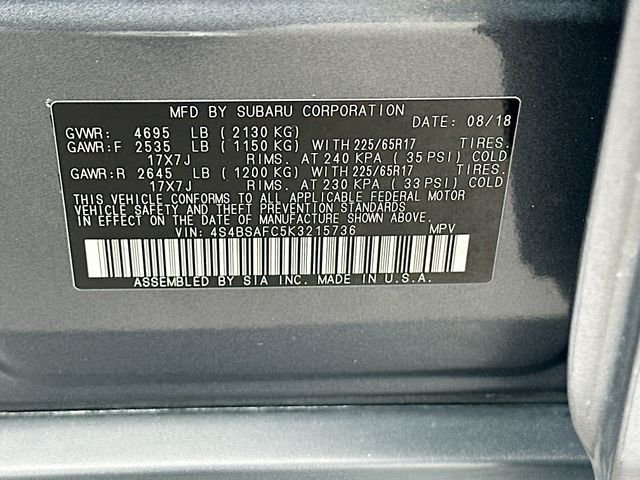 MFD BY SUBARU CORPORATION
DATE: 08/18
GVWR: 4695 LB ( 2130 KG)
GAWR: F 2535 LB ( 1150 KG) WITH 225/65R17 TIRES.
17X7J RIMS. AT 240 KPA ( 35 PSI) COLD
GAWR: R 2645 LB ( 1200 KG) WITH 225/65R17 TIRES.
17X7J RIMS. AT 230 KPA ( 33 PSI) COLD
THIS VEHICLE CONFORMS TO ALL APPLICABLE FEDERAL MOTOR
VEHICLE SAFETY AND THEFT PREVENTION STANDARDS
IN EFFECT ON THE DATE OF MANUFACTURE SHOWN ABOVE.
VIN: 4S4BSAFC5K3215736 MPV
ASSEMBLED BY SIA INC. MADE IN U.S.A.